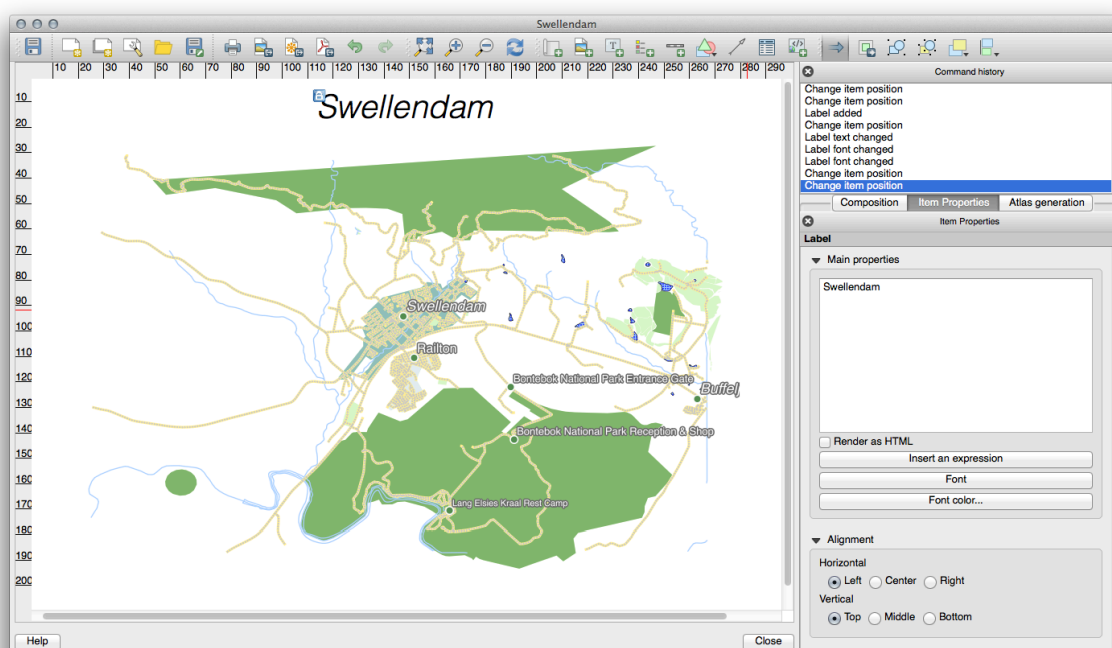 Swellendam
10 20 30 40 50 60 70 80 90 100 110 120 130 140 150 160 170 180 190 200 210 220 230 240 250 260 270 280 290
Command history
Change item position
Change item position
Label added
Change item position
Label text changed
Label font changed
Label font changed
Change item position
Change item position
Composition Item Properties Atlas generation
Item Properties
Label
Main properties
Swellendam
Render as HTML
Insert an expression
Font
Font color...
Alignment
Horizontal
Left Center Right
Vertical
Top Middle Bottom
10
20
30
40
50
60
70
80
90
100
110
120
130
140
150
160
170
180
190
200
Swellendam
Swellendam
Railton
Bontebok National Park Entrance Gate
Buffelj
Bontebok National Park Reception & Shop
Lang Elsies Kraal Rest Camp
Help Close